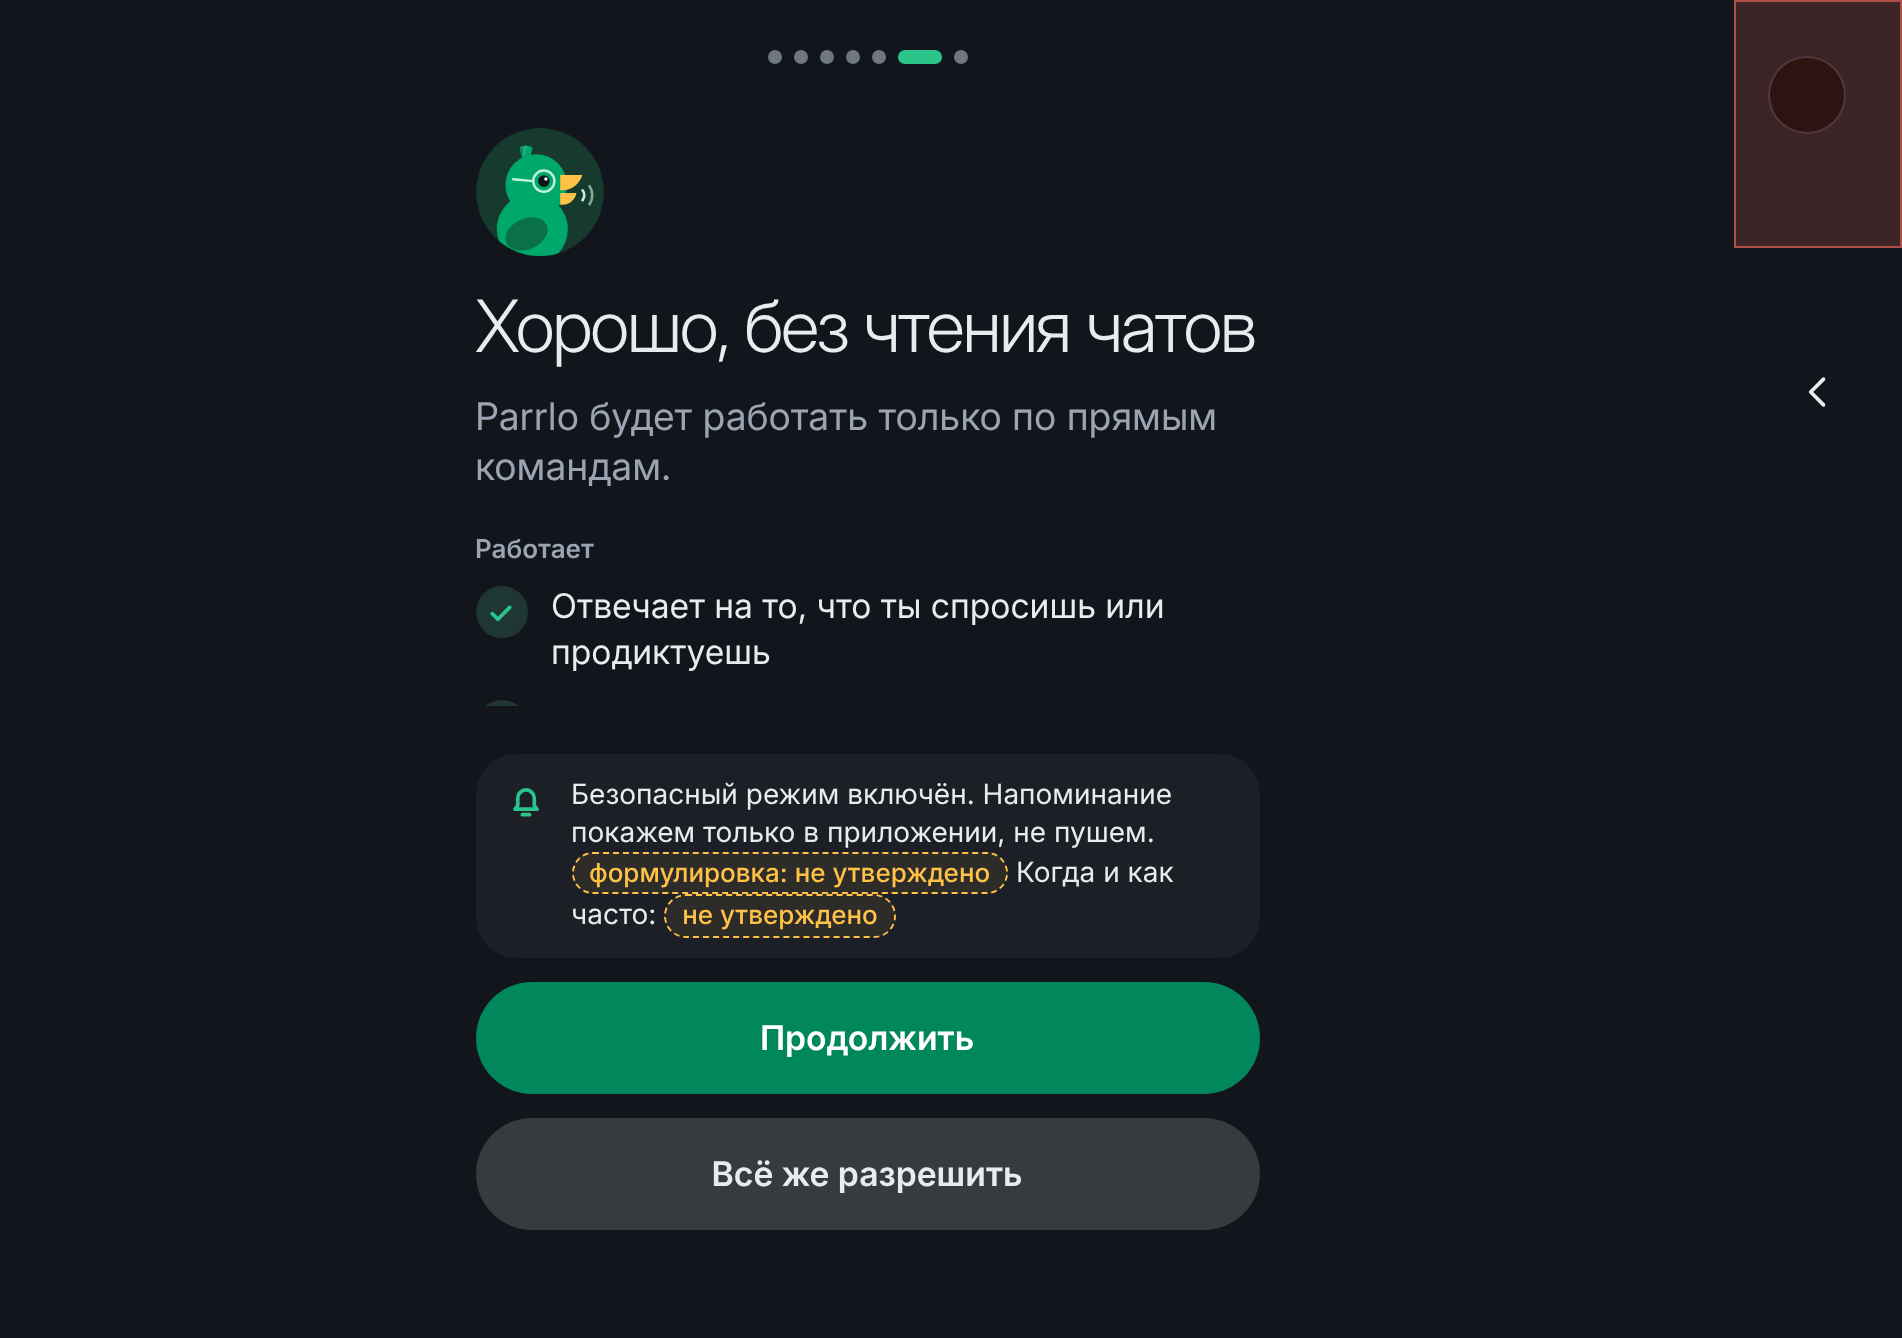 Хорошо, без чтения чатов
Parrlo будет работать только по прямым
командам.
Работает
Отвечает на то, что ты спросишь или
продиктуешь
Безопасный режим включён. Напоминание
покажем только в приложении, не пушем.
формулировка: не утверждено Когда и как
часто: не утверждено
Продолжить
Всё же разрешить